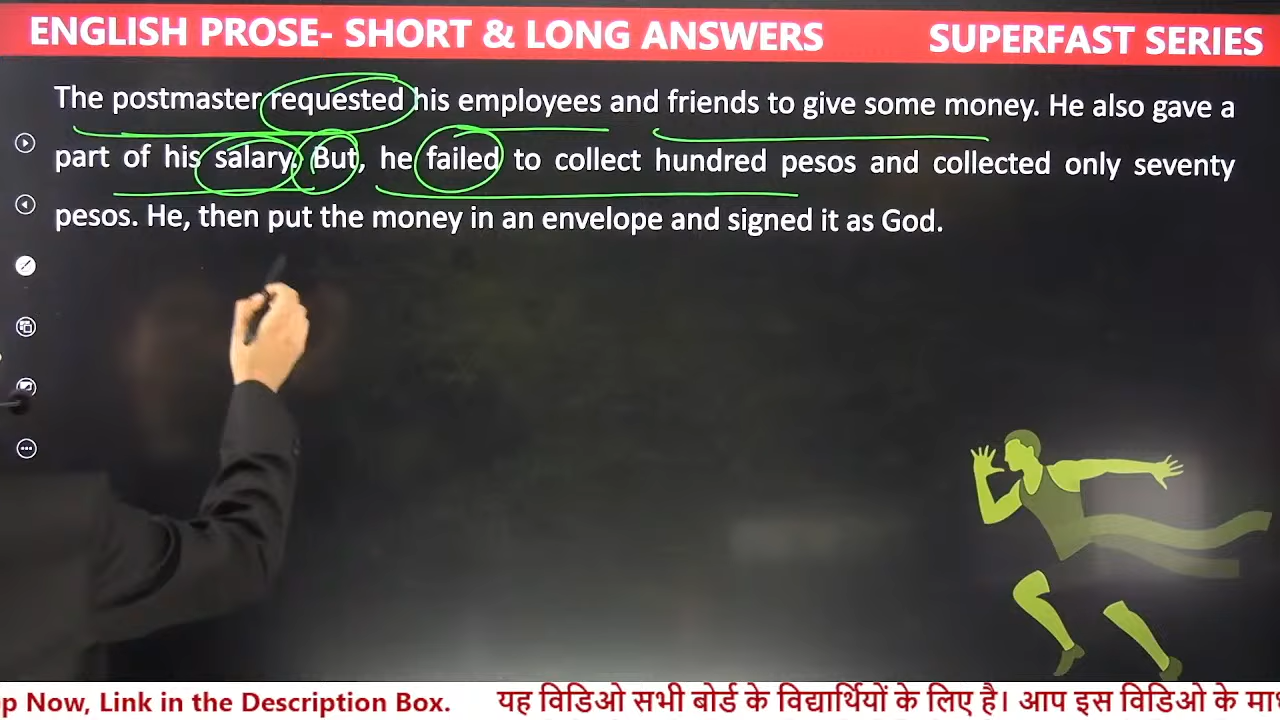 ENGLISH PROSE- SHORT & LONG ANSWERS SUPERFAST SERIES
The postmaster requested his employees and friends to give some money. He also gave a
part of his salary. But, he failed to collect hundred pesos and collected only seventy
pesos. He, then put the money in an envelope and signed it as God.
p Now, Link in the Description Box. यह विडिओ सभी बोर्ड के विद्यार्थियों के लिए है। आप इस विडिओ के